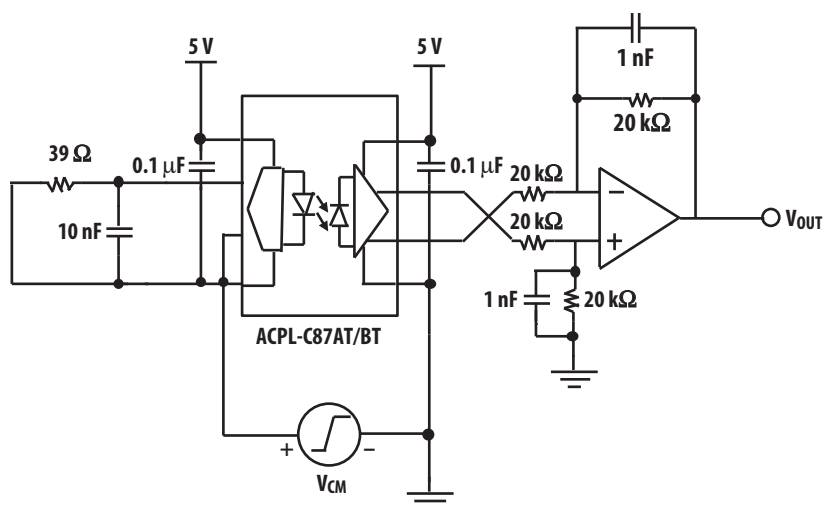 5 V
5 V
1 nF
20 kΩ
39 Ω
0.1 μF
0.1 μF
20 kΩ
20 kΩ
10 nF
−
+
VOUT
1 nF
20 kΩ
ACPL-C87AT/BT
+
−
VCM